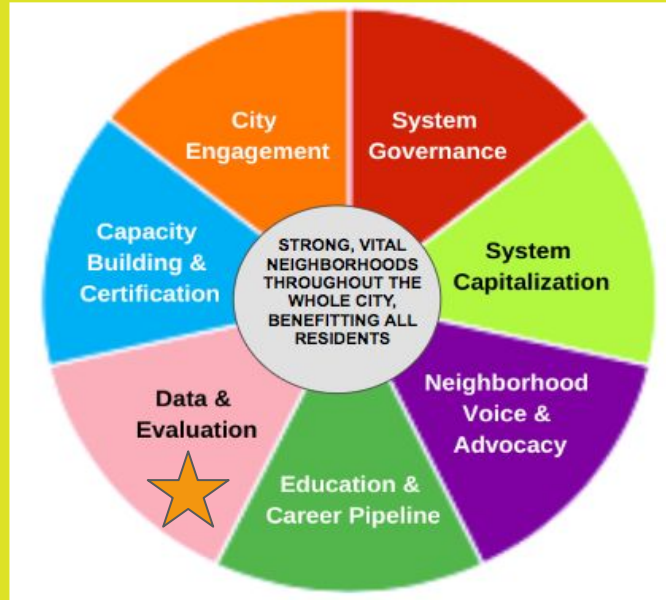 City
Engagement
System
Governance
Capacity
Building &
Certification
STRONG, VITAL
NEIGHBORHOODS
THROUGHOUT THE
WHOLE CITY,
BENEFITTING ALL
RESIDENTS
System
Capitalization
Data &
Evaluation
Neighborhood
Voice &
Advocacy
Education &
Career Pipeline